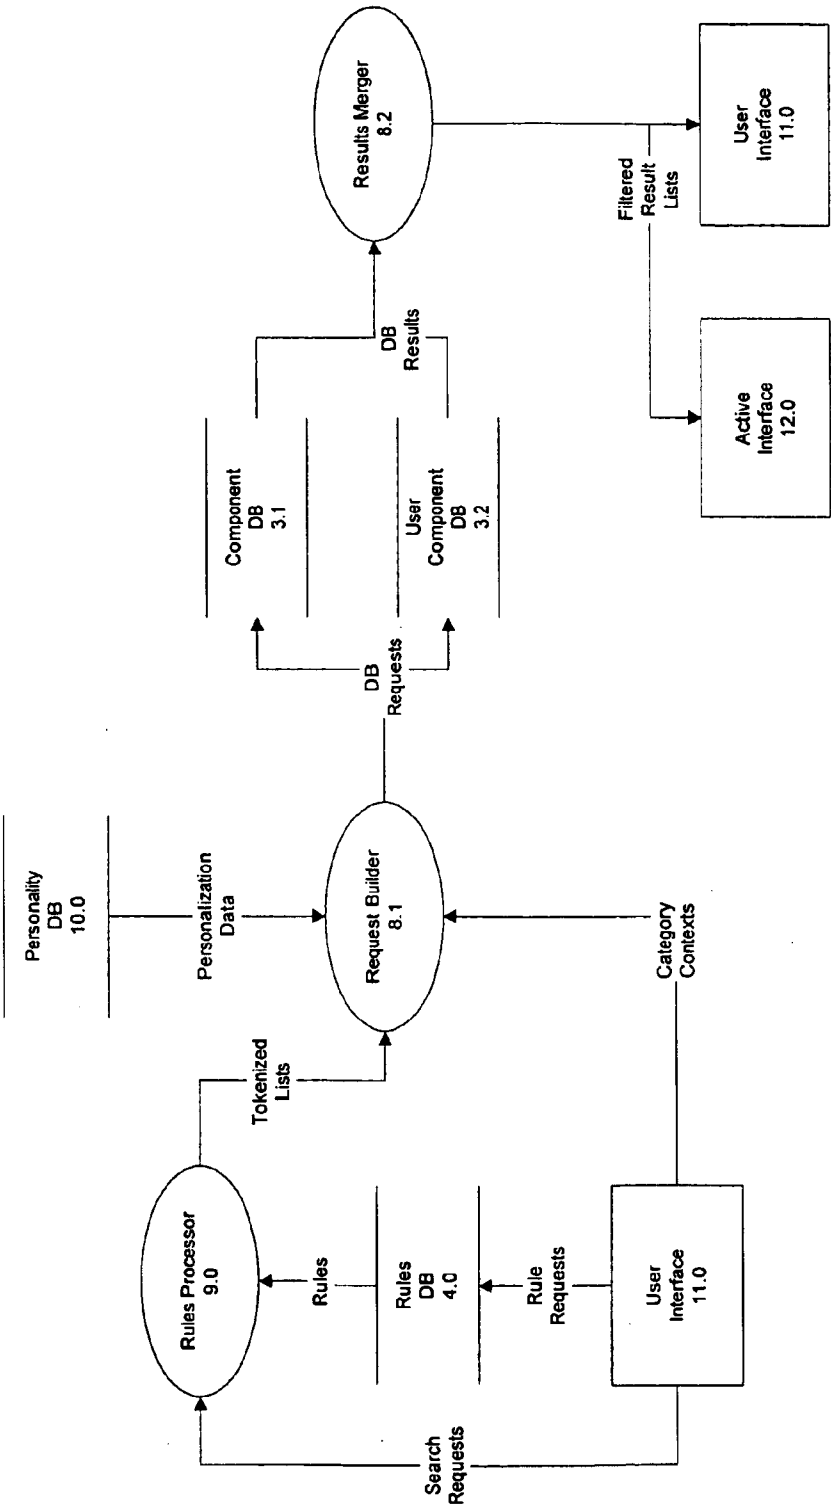 Personality
DB
10.0
Rules Processor
9.0
Personalization
Data
Component
DB
3.1
Tokenized
Lists
Rules
Request Builder
8.1
DB
Requests
DB
Results
Results Merger
8.2
Rules
DB
4.0
User
Component
DB
3.2
Search
Requests
Rule
Requests
User
Interface
11.0
Category
Contexts
Filtered
Result
Lists
Active
Interface
12.0
User
Interface
11.0